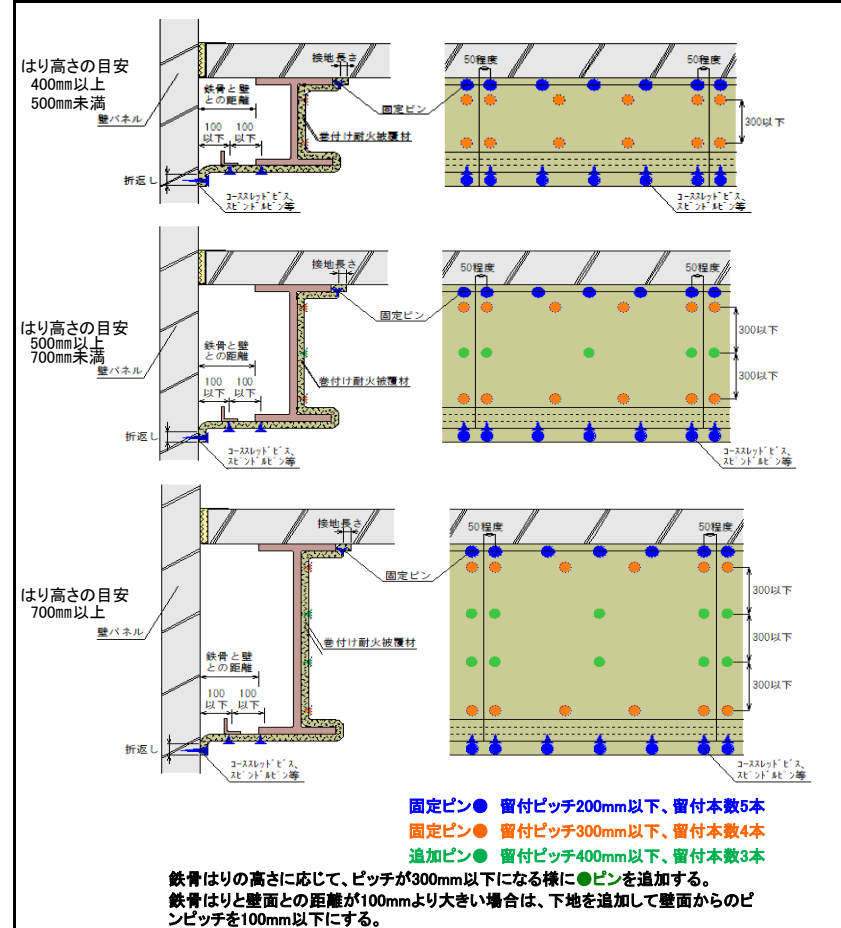 接地長さ
50程度
50程度
はり高さの目安
400mm以上
500mm未満
壁パネル
鉄骨と壁
との距離
固定ピン
巻付け耐火被覆材
300以下
100
以下
100
以下
折返し
コーススレッドビス、
スピンドルピン等
コーススレッドビス、
スピンドルピン等
接地長さ
50程度
50程度
はり高さの目安
500mm以上
700mm未満
壁パネル
固定ピン
鉄骨と壁
との距離
300以下
300以下
巻付け耐火被覆材
100
以下
100
以下
折返し
コーススレッドビス、
スピンドルピン等
コーススレッドビス、
スピンドルピン等
接地長さ
50程度
50程度
はり高さの目安
700mm以上
壁パネル
固定ピン
300以下
300以下
300以下
巻付け耐火被覆材
鉄骨と壁
との距離
100
以下
100
以下
折返し
コーススレッドビス、
スピンドルピン等
コーススレッドビス、
スピンドルピン等
固定ピン● 留付ピッチ200mm以下、留付本数5本
固定ピン● 留付ピッチ300mm以下、留付本数4本
追加ピン● 留付ピッチ400mm以下、留付本数3本
鉄骨はりの高さに応じて、ピッチが300mm以下になる様に●ピンを追加する。
鉄骨はりと壁面との距離が100mmより大きい場合は、下地を追加して壁面からのピ
ンピッチを100mm以下にする。